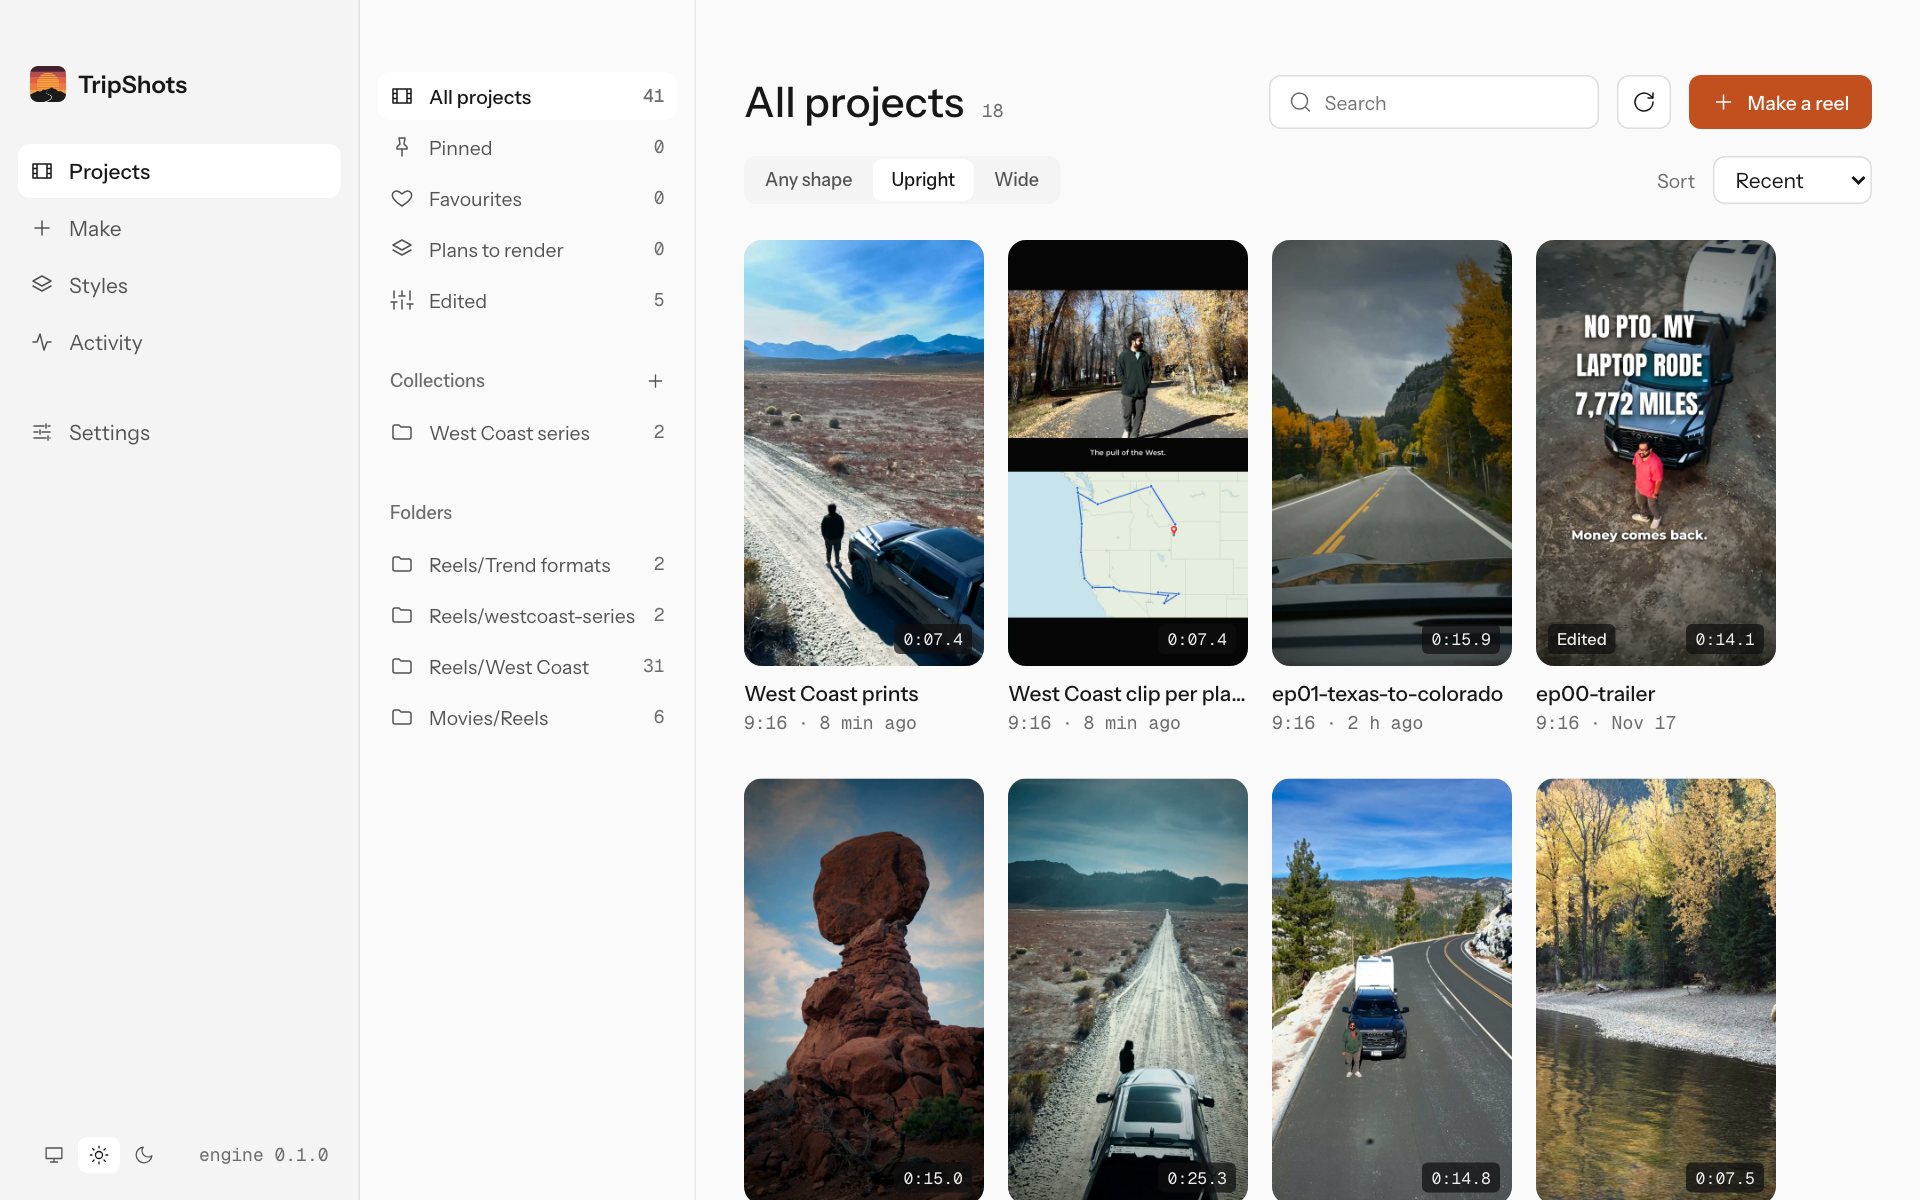 TripShots
Projects
Make
Styles
Activity
Settings
engine 0.1.0
All projects 41
Pinned 0
Favourites 0
Plans to render 0
Edited 5
Collections
West Coast series 2
Folders
Reels/Trend formats 2
Reels/westcoast-series 2
Reels/West Coast 31
Movies/Reels 6
All projects 18
Search
Make a reel
Any shape Upright Wide
Sort Recent
0:07.4
West Coast prints
9:16 · 8 min ago
The pull of the West.
0:07.4
West Coast clip per pla...
9:16 · 8 min ago
0:15.9
ep01-texas-to-colorado
9:16 · 2 h ago
NO PTO. MY
LAPTOP RODE
7,772 MILES.
Money comes back.
Edited 0:14.1
ep00-trailer
9:16 · Nov 17
0:15.0
0:25.3
0:14.8
0:07.5